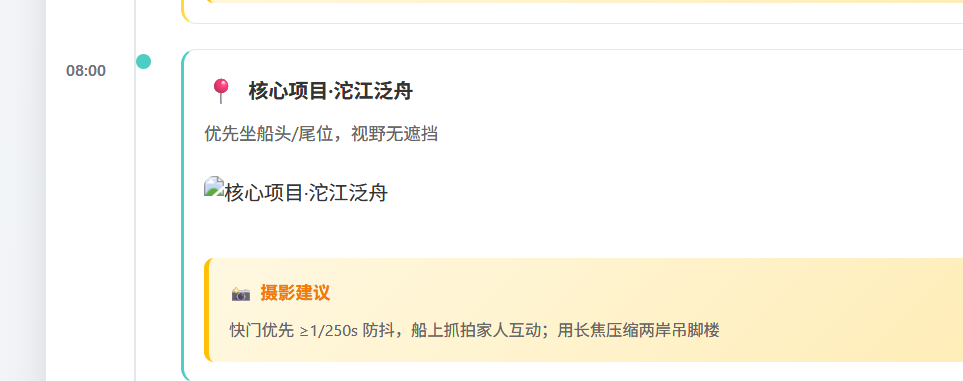 08:00
核心项目·沱江泛舟
优先坐船头/尾位，视野无遮挡
核心项目·沱江泛舟
摄影建议
快门优先 ≥1/250s 防抖，船上抓拍家人互动；用长焦压缩两岸吊脚楼